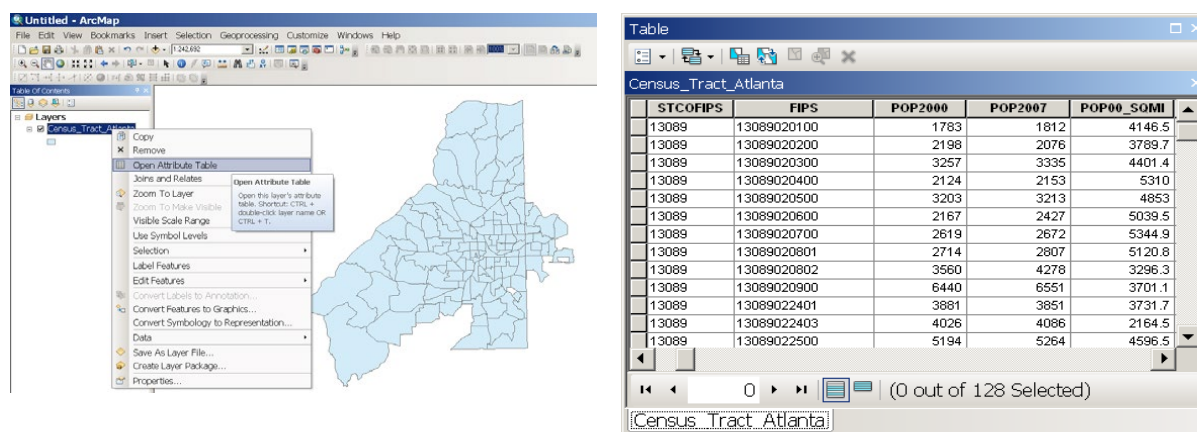 Untitled - ArcMap
File Edit View Bookmarks Insert Selection Geoprocessing Customize Windows Help
1:242,692
Table Of Contents
Layers
Census_Tract_Atlanta
Copy
Remove
Open Attribute Table
Joins and Relates
Zoom To Layer
Zoom To Make Visible
Visible Scale Range
Use Symbol Levels
Selection
Label Features
Edit Features
Convert Labels to Annotation...
Convert Features to Graphics...
Convert Symbology to Representation...
Data
Save As Layer File...
Create Layer Package...
Properties...
Open Attribute Table
Open this layer's attribute
table. Shortcut: CTRL +
double-click layer name OR
CTRL + T.
Table
Census_Tract_Atlanta
STCOFIPS FIPS POP2000 POP2007 POP00_SQMI
13089 13089020100 1783 1812 4146.5
13089 13089020200 2198 2076 3789.7
13089 13089020300 3257 3335 4401.4
13089 13089020400 2124 2153 5310
13089 13089020500 3203 3213 4853
13089 13089020600 2167 2427 5039.5
13089 13089020700 2619 2672 5344.9
13089 13089020801 2714 2807 5120.8
13089 13089020802 3560 4278 3296.3
13089 13089020900 6440 6551 3701.1
13089 13089022401 3881 3851 3731.7
13089 13089022403 4026 4086 2164.5
13089 13089022500 5194 5264 4596.5
0 (0 out of 128 Selected)
Census_Tract_Atlanta